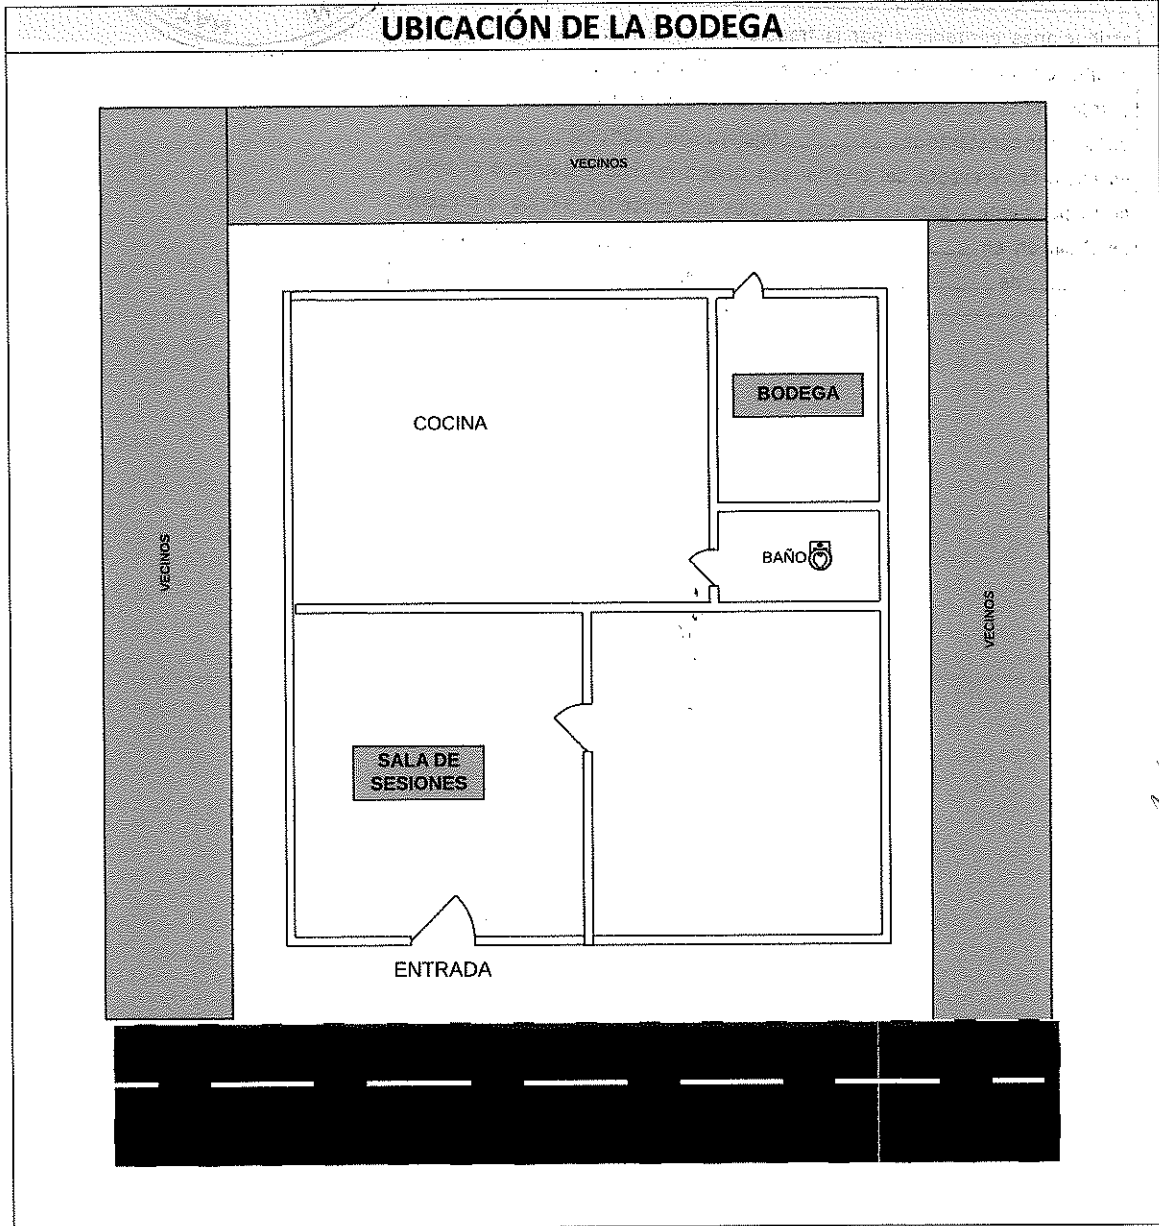 UBICACIÓN DE LA BODEGA
VECINOS
BODEGA
COCINA
VECINOS
BAÑO
VECINOS
SALA DE
SESIONES
ENTRADA